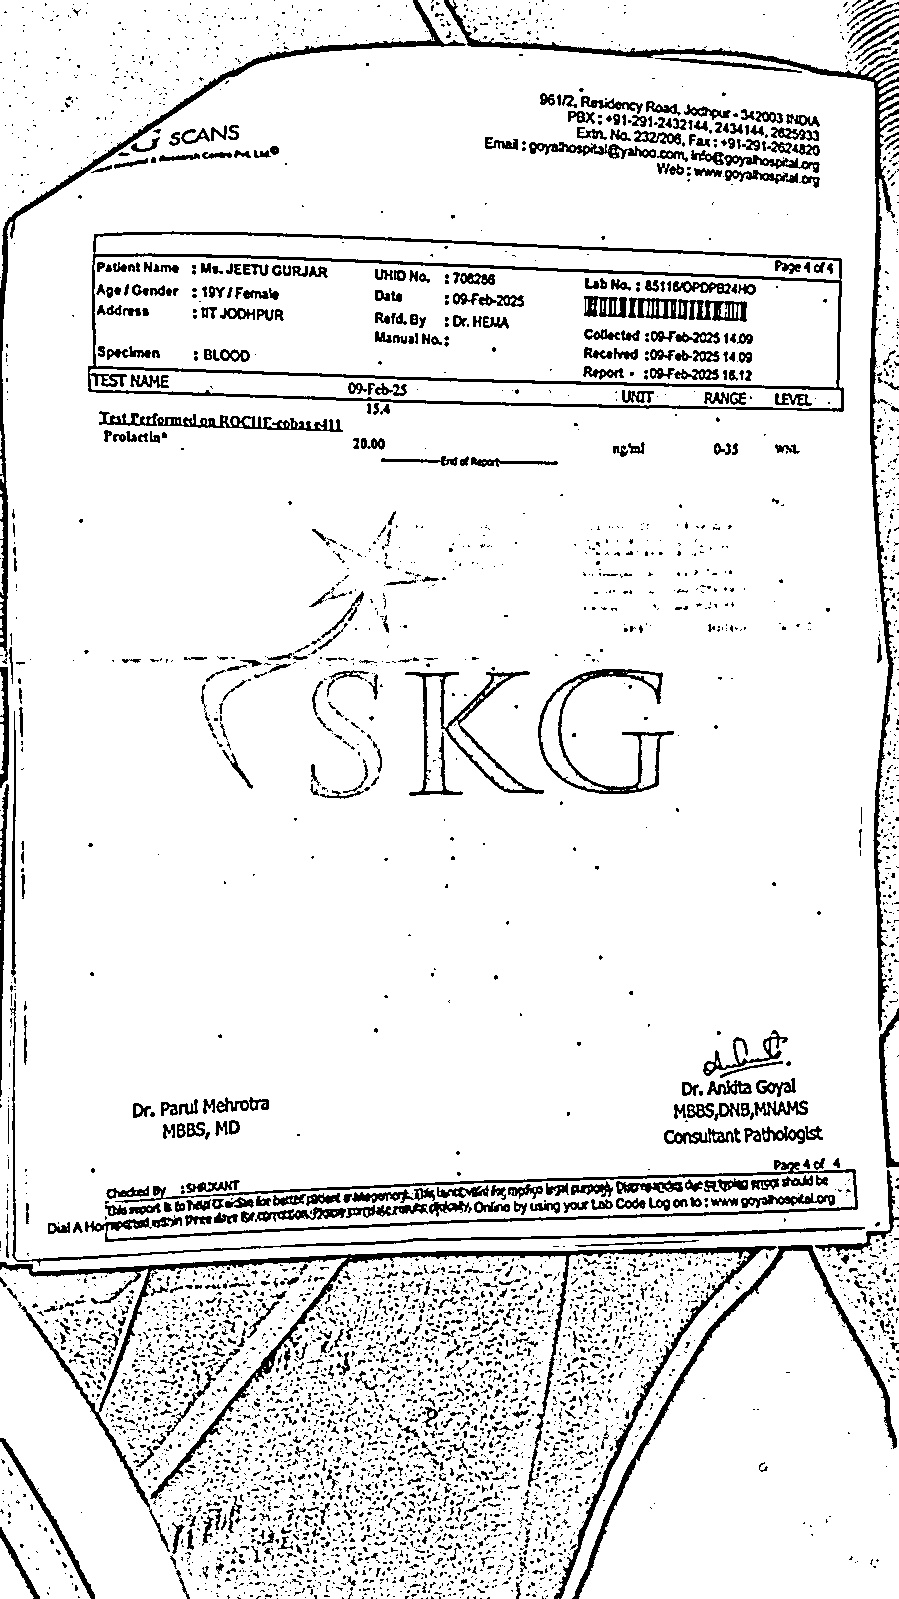 SCANS
& Research Centre Pvt. Ltd.
961/2, Residency Road, Jodhpur - 342003 INDIA
PBX : +91-291-2432144, 2434144, 2625933
Extn. No. 232/206, Fax : +91-291-2624820
Email : goyalhospital@yahoo.com, info@goyalhospital.org
Web : www.goyalhospital.org
Page 4 of 4
Patient Name : Ms. JEETU GURJAR UHID No. : 706286 Lab No. : 85116/OPDPB24HO
Age / Gender : 19Y / Female Date : 09-Feb-2025
Address : IIT JODHPUR Refd. By : Dr. HEMA Collected : 09-Feb-2025 14.09
Manual No. : Received : 09-Feb-2025 14.09
Specimen : BLOOD Report - : 09-Feb-2025 16.12
TEST NAME 09-Feb-25 UNIT RANGE LEVEL
15.4
Test Performed on ROCHE-cobas e411
Prolactin* 20.00 ng/ml 0-35 WNL
End of Report
SKG
Dr. Parul Mehrotra
MBBS, MD
Dr. Ankita Goyal
MBBS,DNB,MNAMS
Consultant Pathologist
Page 4 of 4
Checked By : SHRIKANT
This report is to help for better patient management. This is not valid for medico legal purpose. Discrepancies due to typing error should be
Dial A reported within three days for correction. Online by using your Lab Code Log on to : www.goyalhospital.org